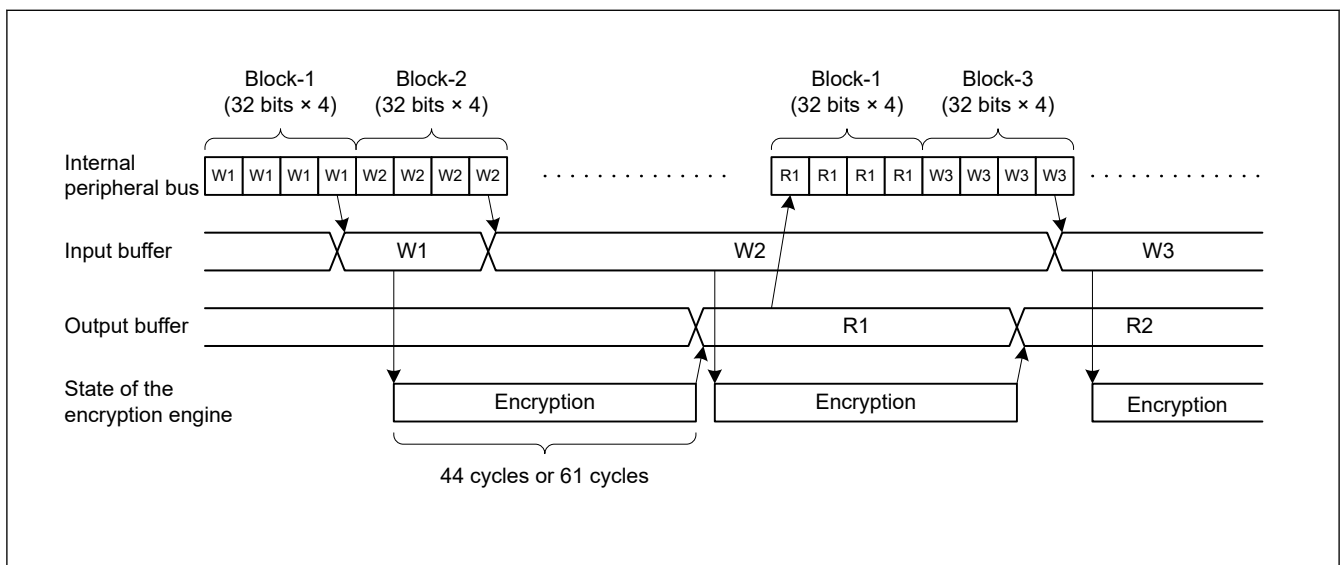 Block-1
(32 bits × 4)
Block-2
(32 bits × 4)
Block-1
(32 bits × 4)
Block-3
(32 bits × 4)
Internal
peripheral bus
W1 W1 W1 W1 W2 W2 W2 W2 . . . . . . . . . . . . . . R1 R1 R1 R1 W3 W3 W3 W3 . . . . . . . . . . . . .
Input buffer
W1 W2 W3
Output buffer
R1 R2
State of the
encryption engine
Encryption Encryption Encryption
44 cycles or 61 cycles